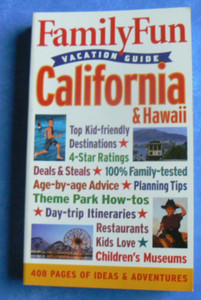 FamilyFun
VACATION GUIDE
California
& Hawaii
Top Kid-friendly
Destinations ★
4-Star Ratings
Deals & Steals ★ 100% Family-tested
Age-by-age Advice ★ Planning Tips
Theme Park How-tos
★ Day-trip Itineraries ★
Restaurants
Kids Love ★
Children's Museums
408 PAGES OF IDEAS & ADVENTURES